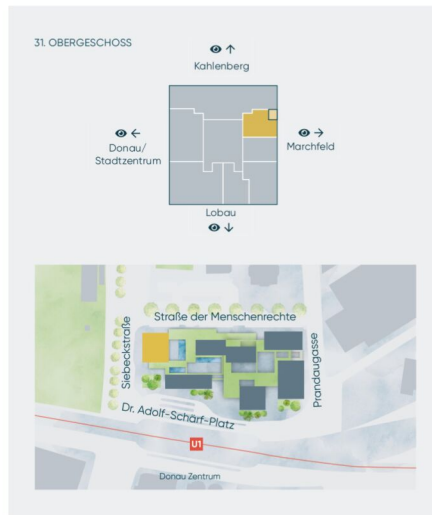 31. OBERGESCHOSS
Kahlenberg
Donau/
Stadtzentrum
Marchfeld
Lobau
Straße der Menschenrechte
Siebeckstraße
Prandaugasse
Dr. Adolf-Schärf-Platz
U1
Donau Zentrum